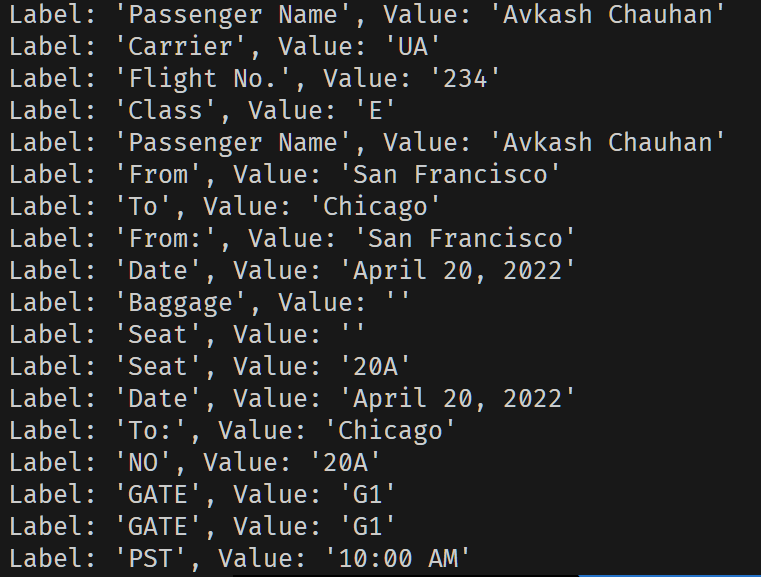 Label: 'Passenger Name', Value: 'Avkash Chauhan'
Label: 'Carrier', Value: 'UA'
Label: 'Flight No.', Value: '234'
Label: 'Class', Value: 'E'
Label: 'Passenger Name', Value: 'Avkash Chauhan'
Label: 'From', Value: 'San Francisco'
Label: 'To', Value: 'Chicago'
Label: 'From:', Value: 'San Francisco'
Label: 'Date', Value: 'April 20, 2022'
Label: 'Baggage', Value: ''
Label: 'Seat', Value: ''
Label: 'Seat', Value: '20A'
Label: 'Date', Value: 'April 20, 2022'
Label: 'To:', Value: 'Chicago'
Label: 'NO', Value: '20A'
Label: 'GATE', Value: 'G1'
Label: 'GATE', Value: 'G1'
Label: 'PST', Value: '10:00 AM'